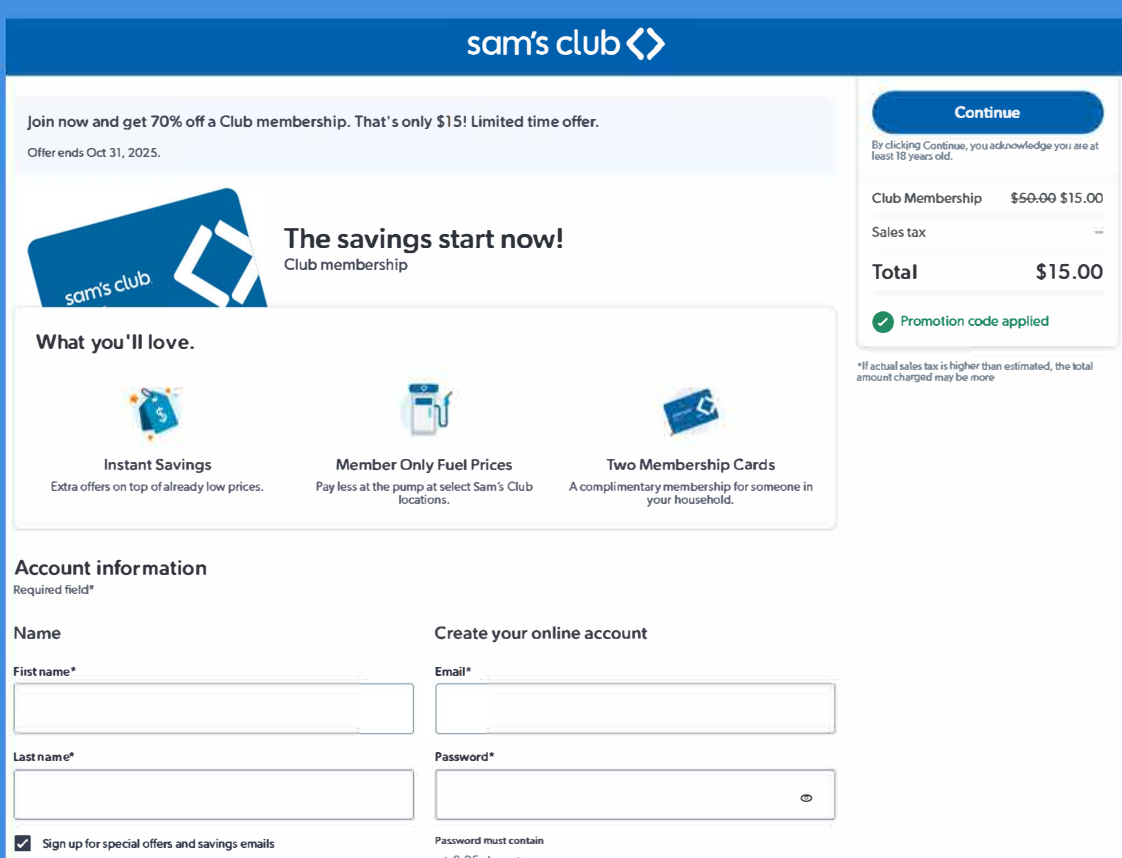 sam's club
Join now and get 70% off a Club membership. That's only $15! Limited time offer.
Offer ends Oct 31, 2025.
sam's club
The savings start now!
Club membership
What you'll love.
Instant Savings
Extra offers on top of already low prices.
Member Only Fuel Prices
Pay less at the pump at select Sam's Club
locations.
Two Membership Cards
A complimentary membership for someone in
your household.
Continue
By clicking Continue, you acknowledge you are at
least 18 years old.
Club Membership $50.00 $15.00
Sales tax --
Total $15.00
Promotion code applied
*If actual sales tax is higher than estimated, the total
amount charged may be more
Account information
Required field*
Name
First name*
Last name*
Sign up for special offers and savings emails
Create your online account
Email*
Password*
Password must contain